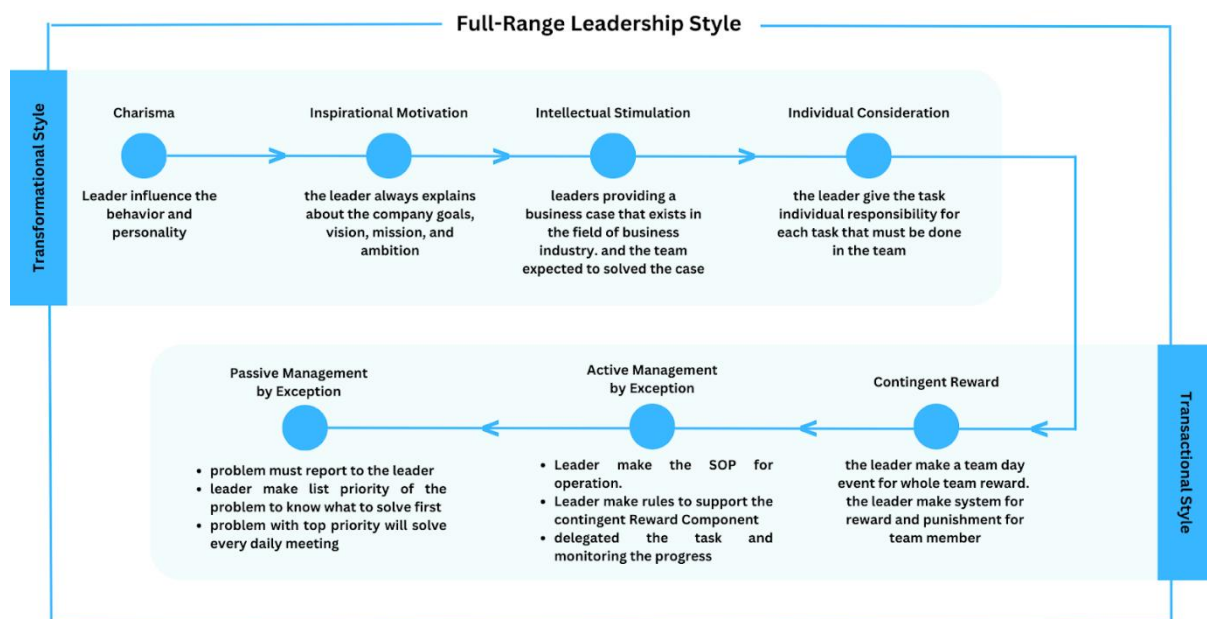 Full-Range Leadership Style
Transformational Style
Charisma
Leader influence the
behavior and
personality
Inspirational Motivation
the leader always explains
about the company goals,
vision, mission, and
ambition
Intellectual Stimulation
leaders providing a
business case that exists in
the field of business
industry. and the team
expected to solved the case
Individual Consideration
the leader give the task
individual responsibility for
each task that must be done
in the team
Transactional Style
Contingent Reward
the leader make a team day
event for whole team reward.
the leader make system for
reward and punishment for
team member
Active Management
by Exception
• Leader make the SOP for
operation.
• Leader make rules to support the
contingent Reward Component
• delegated the task and
monitoring the progress
Passive Management
by Exception
• problem must report to the leader
• leader make list priority of the
problem to know what to solve first
• problem with top priority will solve
every daily meeting